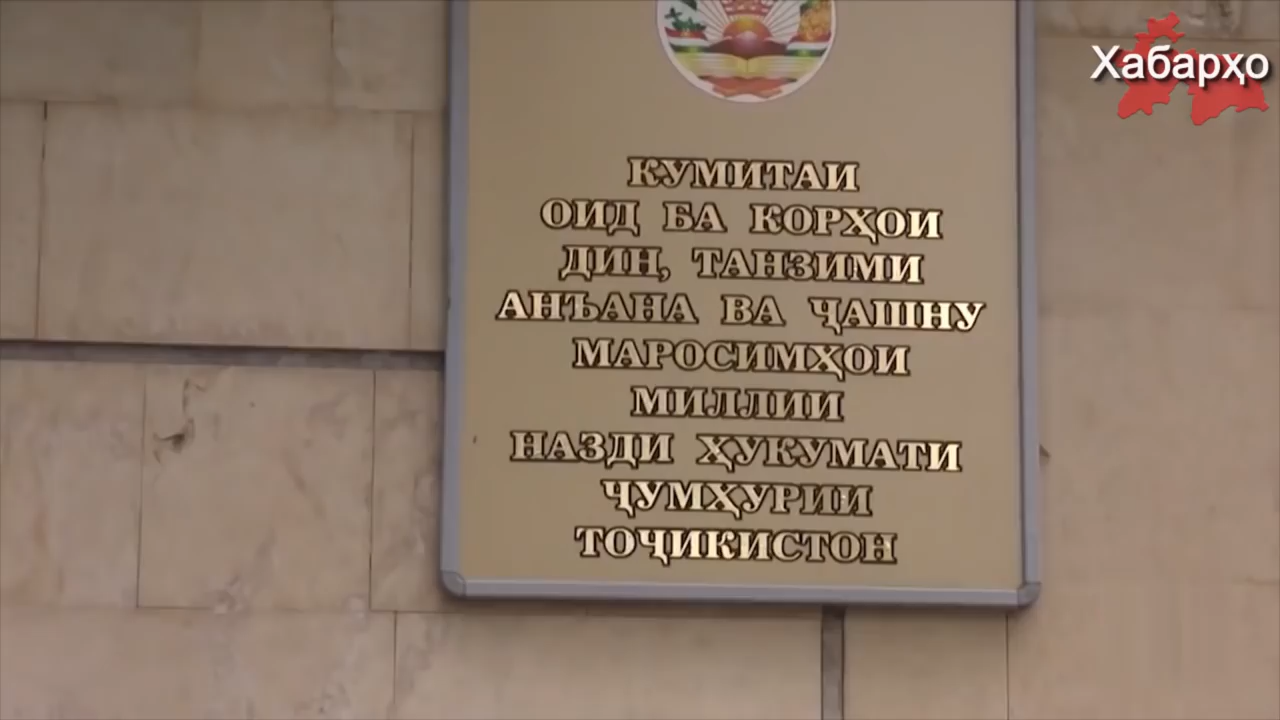 Хабарҳо
КУМИТАИ
ОИД БА КОРҲОИ
ДИН, ТАНЗИМИ
АНЪАНА ВА ҶАШНУ
МАРОСИМҲОИ
МИЛЛИИ
НАЗДИ ҲУКУМАТИ
ҶУМҲУРИИ
ТОҶИКИСТОН